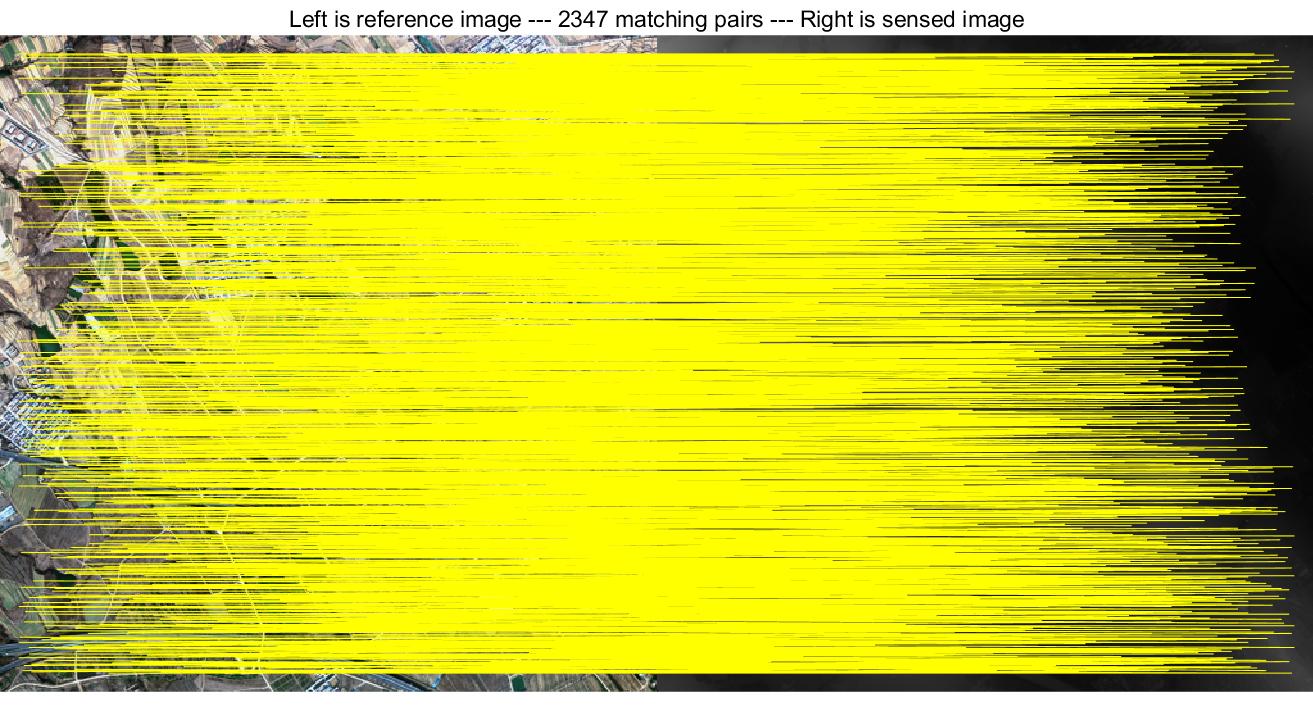 Left is reference image --- 2347 matching pairs --- Right is sensed image